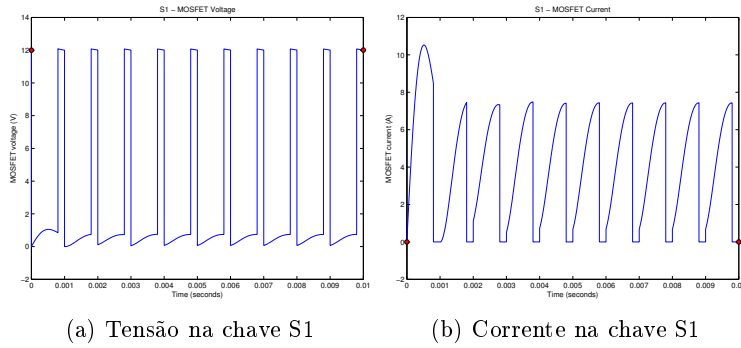 S1 − MOSFET Voltage
MOSFET voltage (V)
14
12
10
8
6
4
2
0
−2
0 0.001 0.002 0.003 0.004 0.005 0.006 0.007 0.008 0.009 0.01
Time (seconds)
(a) Tensão na chave S1
S1 − MOSFET Current
MOSFET current (A)
12
10
8
6
4
2
0
−2
0 0.001 0.002 0.003 0.004 0.005 0.006 0.007 0.008 0.009
Time (seconds)
(b) Corrente na chave S1